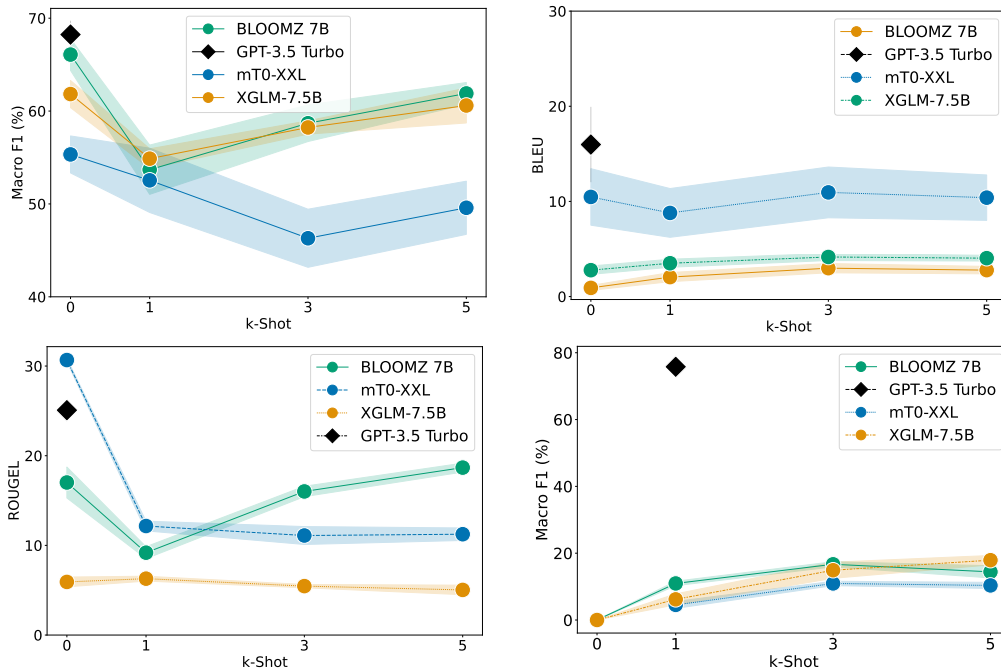 70
60
50
40
Macro F1 (%)
0
1
3
5
k-Shot
BLOOMZ 7B
GPT-3.5 Turbo
mT0-XXL
XGLM-7.5B
30
20
10
0
BLEU
0
1
3
5
k-Shot
BLOOMZ 7B
GPT-3.5 Turbo
mT0-XXL
XGLM-7.5B
30
20
10
0
ROUGEL
0
1
3
5
k-Shot
BLOOMZ 7B
mT0-XXL
XGLM-7.5B
GPT-3.5 Turbo
80
60
40
20
0
Macro F1 (%)
0
1
3
5
k-Shot
BLOOMZ 7B
GPT-3.5 Turbo
mT0-XXL
XGLM-7.5B